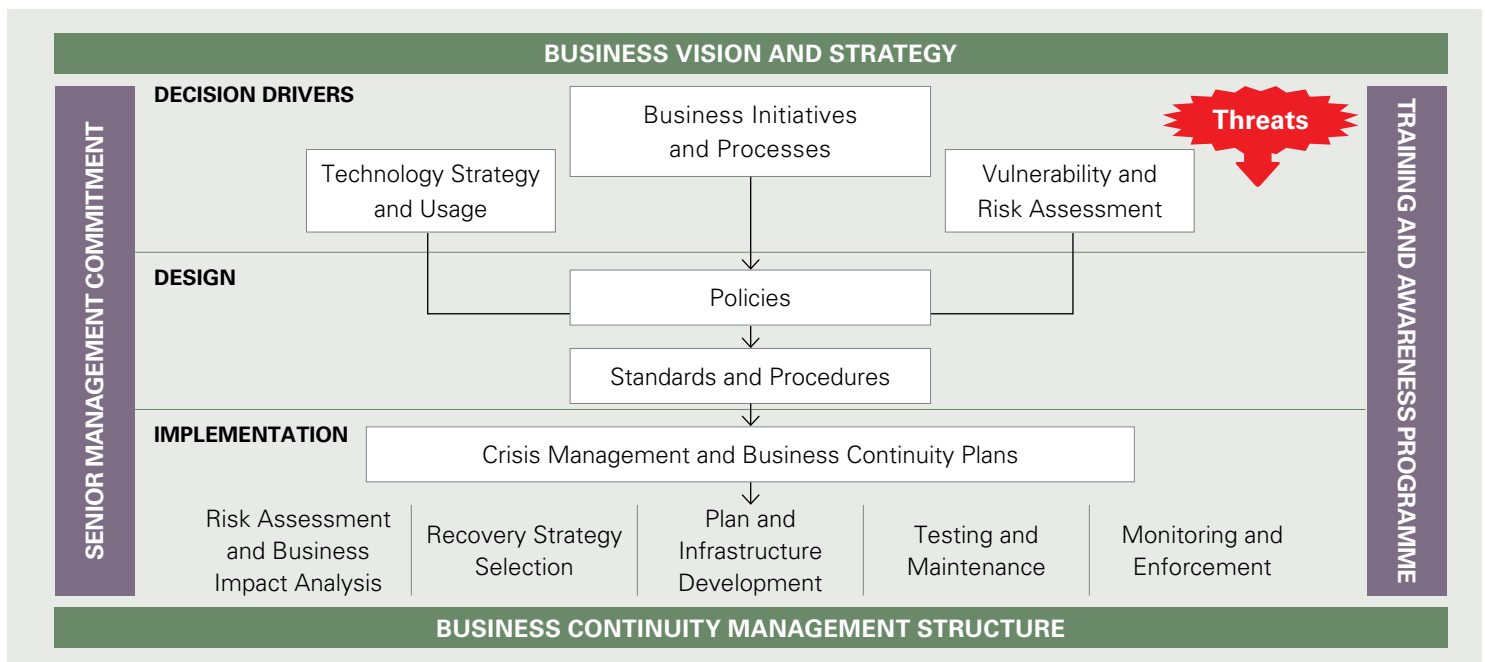 BUSINESS VISION AND STRATEGY
SENIOR MANAGEMENT COMMITMENT
DECISION DRIVERS
Business Initiatives
and Processes
Threats
Technology Strategy
and Usage
Vulnerability and
Risk Assessment
DESIGN
Policies
Standards and Procedures
IMPLEMENTATION
Crisis Management and Business Continuity Plans
Risk Assessment
and Business
Impact Analysis
Recovery Strategy
Selection
Plan and
Infrastructure
Development
Testing and
Maintenance
Monitoring and
Enforcement
TRAINING AND AWARENESS PROGRAMME
BUSINESS CONTINUITY MANAGEMENT STRUCTURE